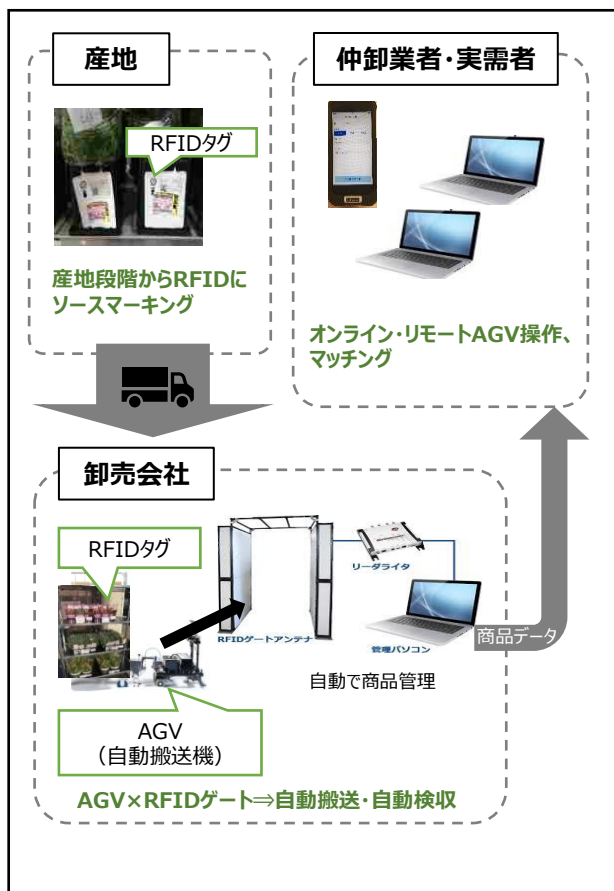 産地
RFIDタグ
産地段階からRFIDに
ソースマーキング
仲卸業者・実需者
オンライン・リモートAGV操作、
マッチング
卸売会社
RFIDタグ
リーダライタ
RFIDゲートアンテナ
管理パソコン
商品データ
自動で商品管理
AGV
（自動搬送機）
AGV×RFIDゲート⇒自動搬送・自動検収